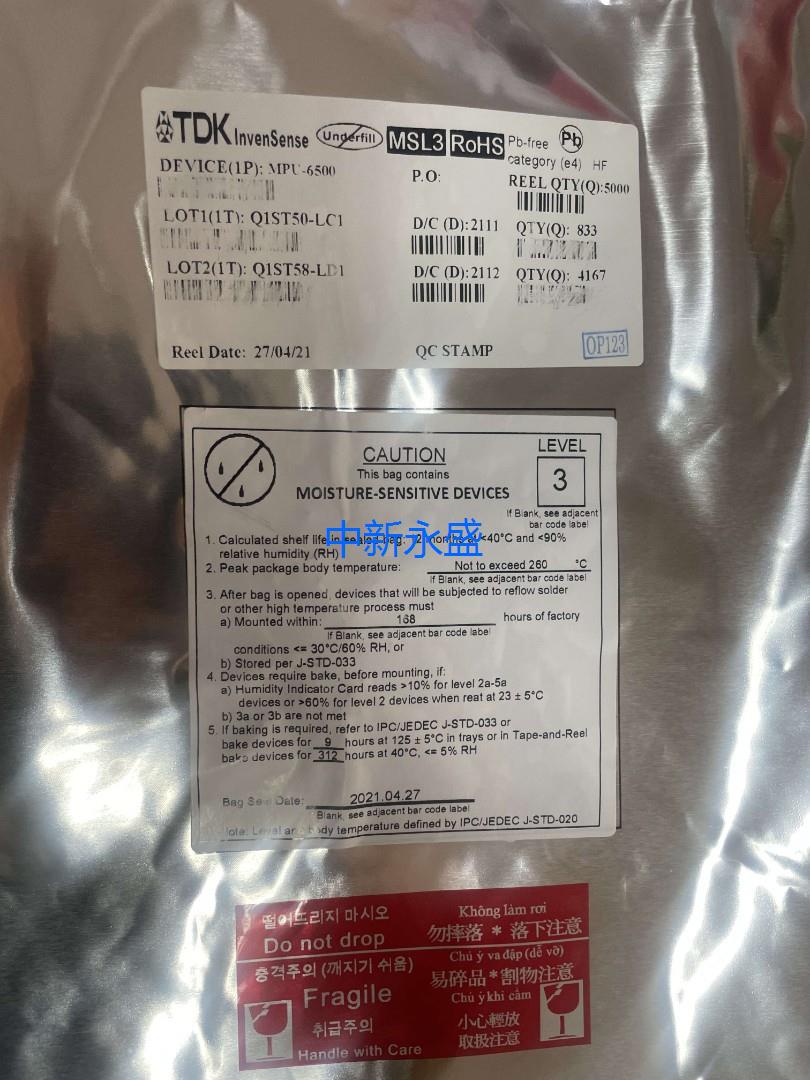 TDK InvenSense Underfill MSL3 RoHS Pb-free category (e4) Pb HF
DEVICE(1P): MPU-6500
P.O:
REEL QTY(Q):5000
LOT1(1T): Q1ST50-LC1
D/C (D):2111
QTY(Q): 833
LOT2(1T): Q1ST58-LD1
D/C (D):2112
QTY(Q): 4167
Reel Date: 27/04/21
QC STAMP
OP123
CAUTION
This bag contains
MOISTURE-SENSITIVE DEVICES
LEVEL
3
If Blank, see adjacent
bar code label
中新永盛
1. Calculated shelf life in sealed bag: 12 months at <40°C and <90%
relative humidity (RH)
2. Peak package body temperature: Not to exceed 260 °C
If Blank, see adjacent bar code label
3. After bag is opened, devices that will be subjected to reflow solder
or other high temperature process must
a) Mounted within: 168 hours of factory
If Blank, see adjacent bar code label
conditions <= 30°C/60% RH, or
b) Stored per J-STD-033
4. Devices require bake, before mounting, if:
a) Humidity Indicator Card reads >10% for level 2a-5a
devices or >60% for level 2 devices when reat at 23 ± 5°C
b) 3a or 3b are not met
5. If baking is required, refer to IPC/JEDEC J-STD-033 or
bake devices for 9 hours at 125 ± 5°C in trays or in Tape-and-Reel
bake devices for 312 hours at 40°C, <= 5% RH
Bag Seal Date: 2021.04.27
Blank, see adjacent bar code label
Note: Level and body temperature defined by IPC/JEDEC J-STD-020
떨어뜨리지 마시오
Do not drop
충격주의 (깨지기 쉬움)
Fragile
취급주의
Handle with Care
Không làm rơi
勿摔落 * 落下注意
Chú ý va đập (dễ vỡ)
易碎品*割物注意
Chú ý khi cầm
小心輕放
取扱注意